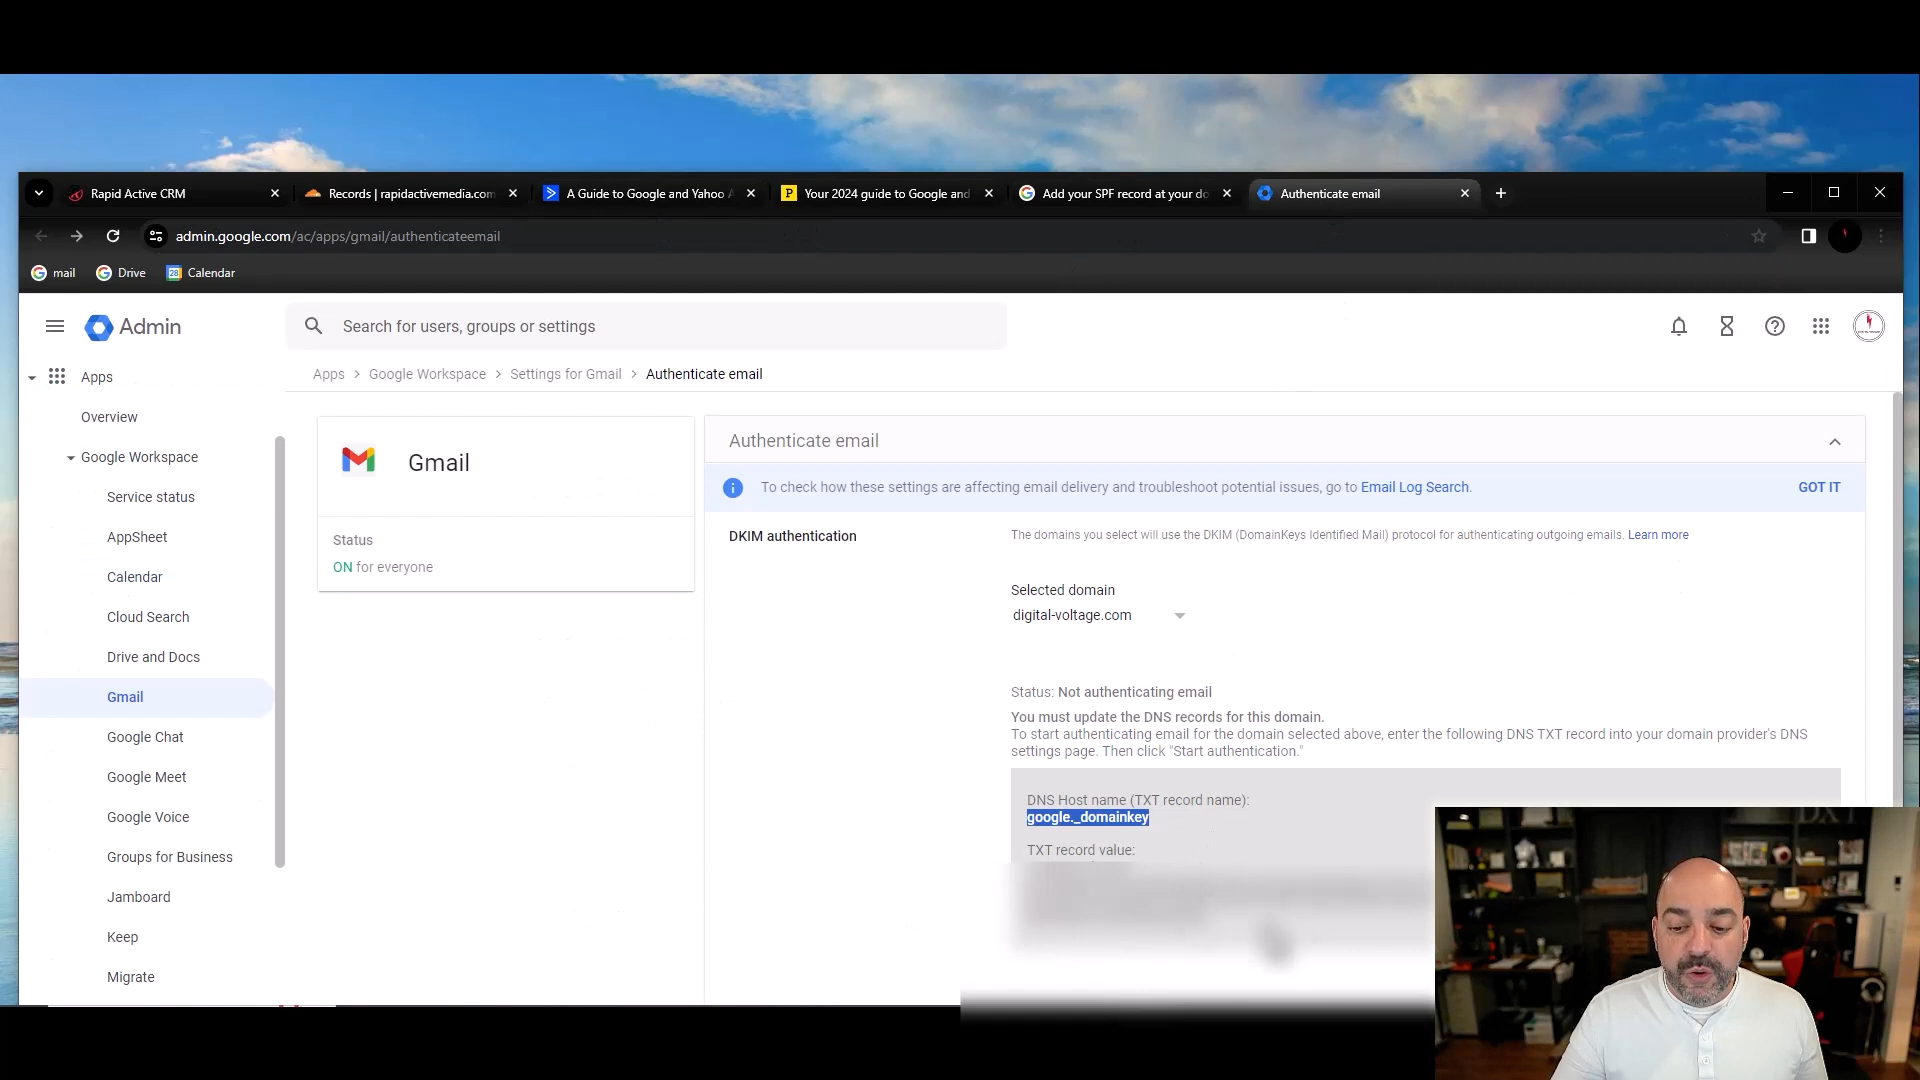 Rapid Active CRM
Records | rapidactivemedia.com
A Guide to Google and Yahoo A
Your 2024 guide to Google and
Add your SPF record at your do
Authenticate email
admin.google.com/ac/apps/gmail/authenticateemail
mail
Drive
28
Calendar
Admin
Search for users, groups or settings
Apps
Overview
Google Workspace
Service status
AppSheet
Calendar
Cloud Search
Drive and Docs
Gmail
Google Chat
Google Meet
Google Voice
Groups for Business
Jamboard
Keep
Migrate
Apps > Google Workspace > Settings for Gmail > Authenticate email
Gmail
Status
ON for everyone
Authenticate email
To check how these settings are affecting email delivery and troubleshoot potential issues, go to Email Log Search.
GOT IT
DKIM authentication
The domains you select will use the DKIM (DomainKeys Identified Mail) protocol for authenticating outgoing emails. Learn more
Selected domain
digital-voltage.com
Status: Not authenticating email
You must update the DNS records for this domain.
To start authenticating email for the domain selected above, enter the following DNS TXT record into your domain provider's DNS
settings page. Then click "Start authentication."
DNS Host name (TXT record name):
google._domainkey
TXT record value: